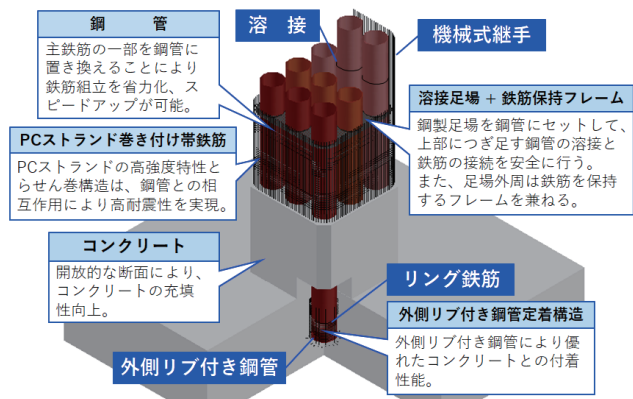 鋼　管
主鉄筋の一部を鋼管に
置き換えることにより
鉄筋組立を省力化、ス
ピードアップが可能。
溶 接
機械式継手
溶接足場 + 鉄筋保持フレーム
鋼製足場を鋼管にセットして、
上部につぎ足す鋼管の溶接と
鉄筋の接続を安全に行う。
また、足場外周は鉄筋を保持
するフレームを兼ねる。
PCストランド巻き付け帯鉄筋
PCストランドの高強度特性と
らせん巻構造は、鋼管との相
互作用により高耐震性を実現。
コンクリート
開放的な断面により、
コンクリートの充填
性向上。
リング鉄筋
外側リブ付き鋼管定着構造
外側リブ付き鋼管により優
れたコンクリートとの付着
性能。
外側リブ付き鋼管